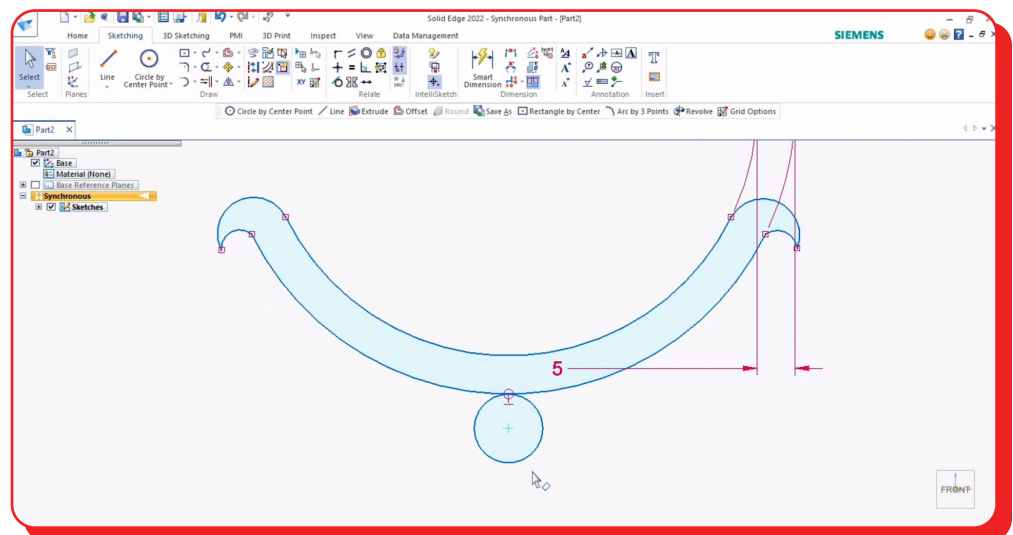 Solid Edge 2022 - Synchronous Part - [Part2]
Home Sketching 3D Sketching PMI 3D Print Inspect View Data Management
SIEMENS
Select
Line
Circle by
Center Point
Smart
Dimension
Select Planes Draw Relate IntelliSketch Dimension Annotation Insert
Circle by Center Point Line Extrude Offset Round Save As Rectangle by Center Arc by 3 Points Revolve Grid Options
Part2
Part2
Base
Material (None)
Base Reference Planes
Synchronous
Sketches
5
FRONT